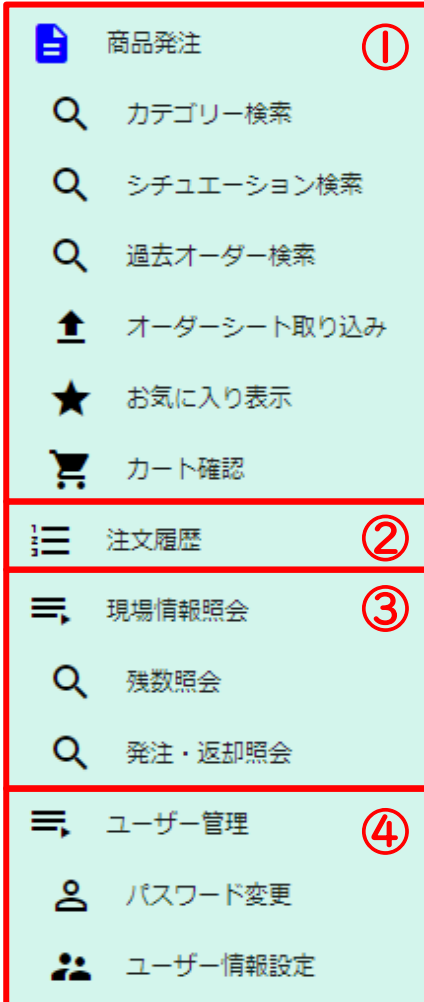 商品発注 ①
カテゴリー検索
シチュエーション検索
過去オーダー検索
オーダーシート取り込み
お気に入り表示
カート確認
注文履歴 ②
現場情報照会 ③
残数照会
発注・返却照会
ユーザー管理 ④
パスワード変更
ユーザー情報設定